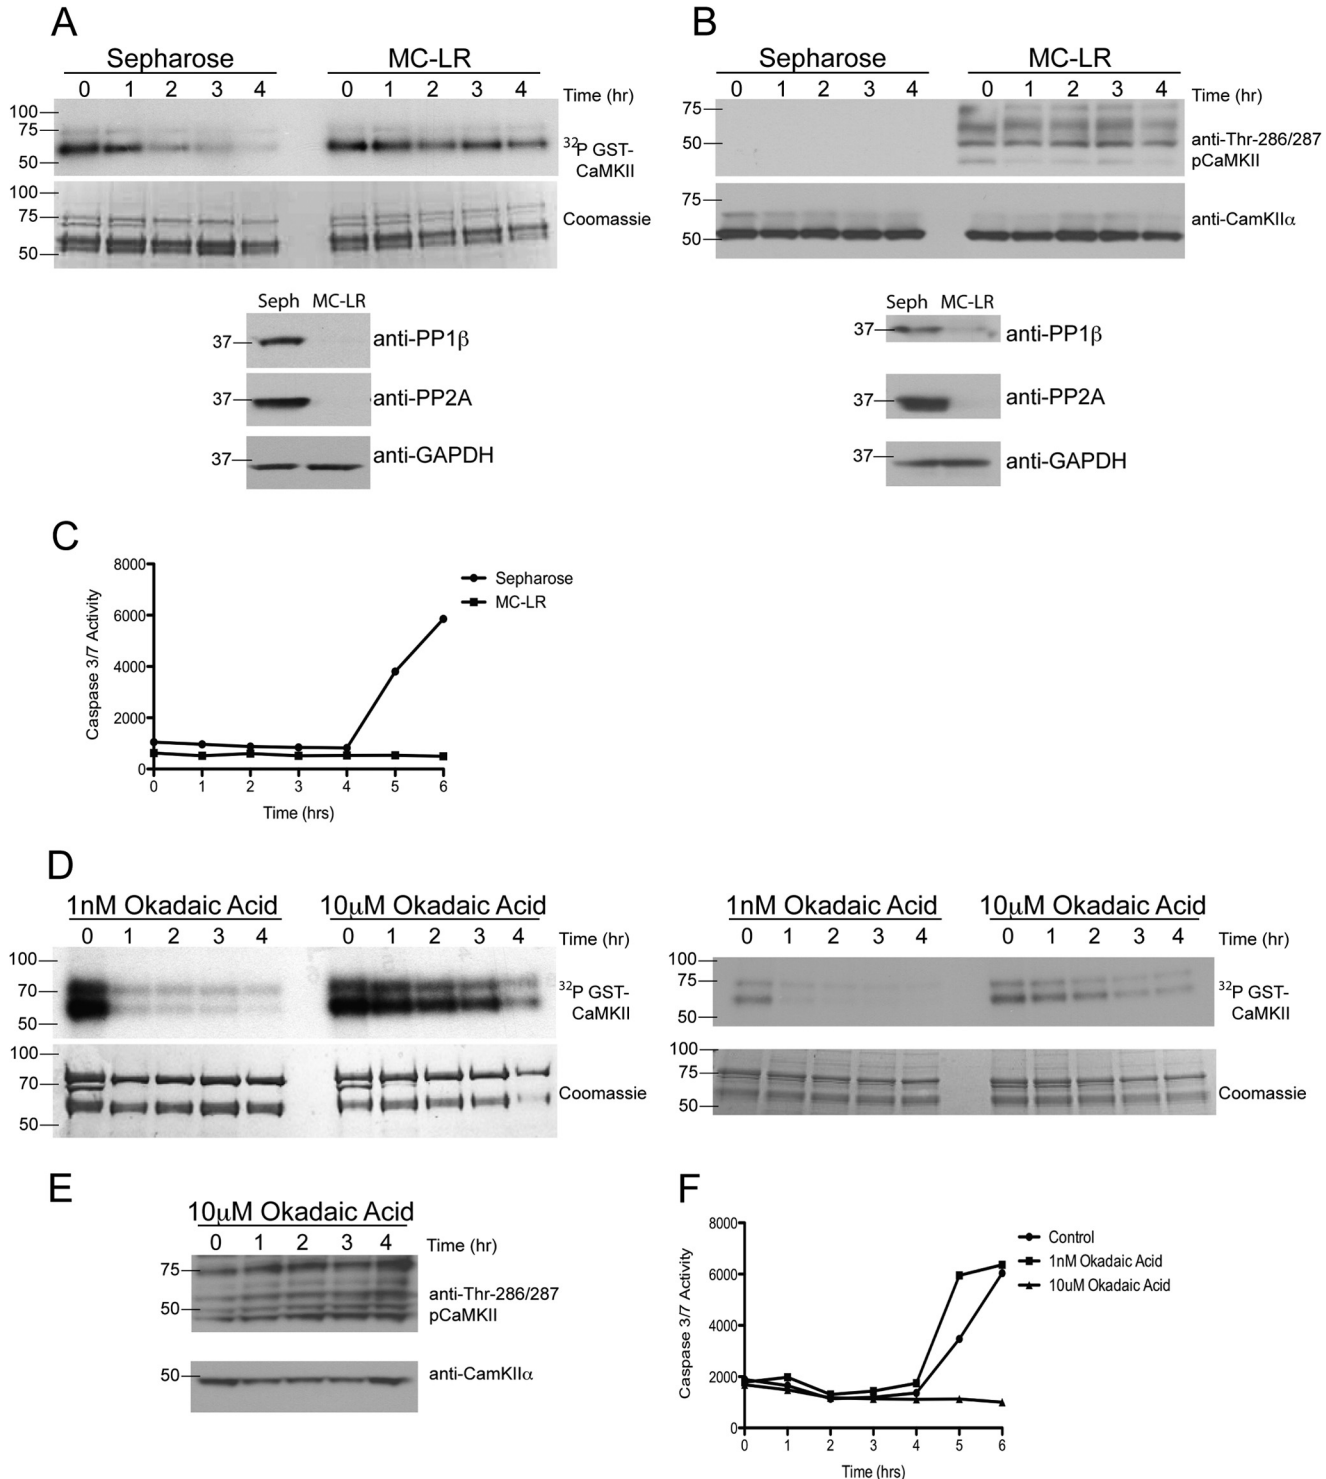 A
Sepharose MC-LR
0 1 2 3 4 0 1 2 3 4 Time (hr)
100
75
50
32P GST-
CaMKII
100
75
50
Coomassie
Seph MC-LR
37 anti-PP1β
37 anti-PP2A
37 anti-GAPDH
B
Sepharose MC-LR
0 1 2 3 4 0 1 2 3 4 Time (hr)
75
50
anti-Thr-286/287
pCaMKII
75
50
anti-CamKIIα
Seph MC-LR
37 anti-PP1β
37 anti-PP2A
37 anti-GAPDH
C
8000
6000
4000
2000
0
Caspase 3/7 Activity
0 1 2 3 4 5 6
Time (hrs)
Sepharose
MC-LR
D
1nM Okadaic Acid 10µM Okadaic Acid
0 1 2 3 4 0 1 2 3 4 Time (hr)
100
70
50
32P GST-
CaMKII
100
70
50
Coomassie
1nM Okadaic Acid 10µM Okadaic Acid
0 1 2 3 4 0 1 2 3 4 Time (hr)
100
75
50
32P GST-
CaMKII
100
75
50
Coomassie
E
10µM Okadaic Acid
0 1 2 3 4 Time (hr)
75
50
anti-Thr-286/287
pCaMKII
50 anti-CamKIIα
F
8000
6000
4000
2000
0
Caspase 3/7 Activity
0 1 2 3 4 5 6
Time (hrs)
Control
1nM Okadaic Acid
10uM Okadaic Acid